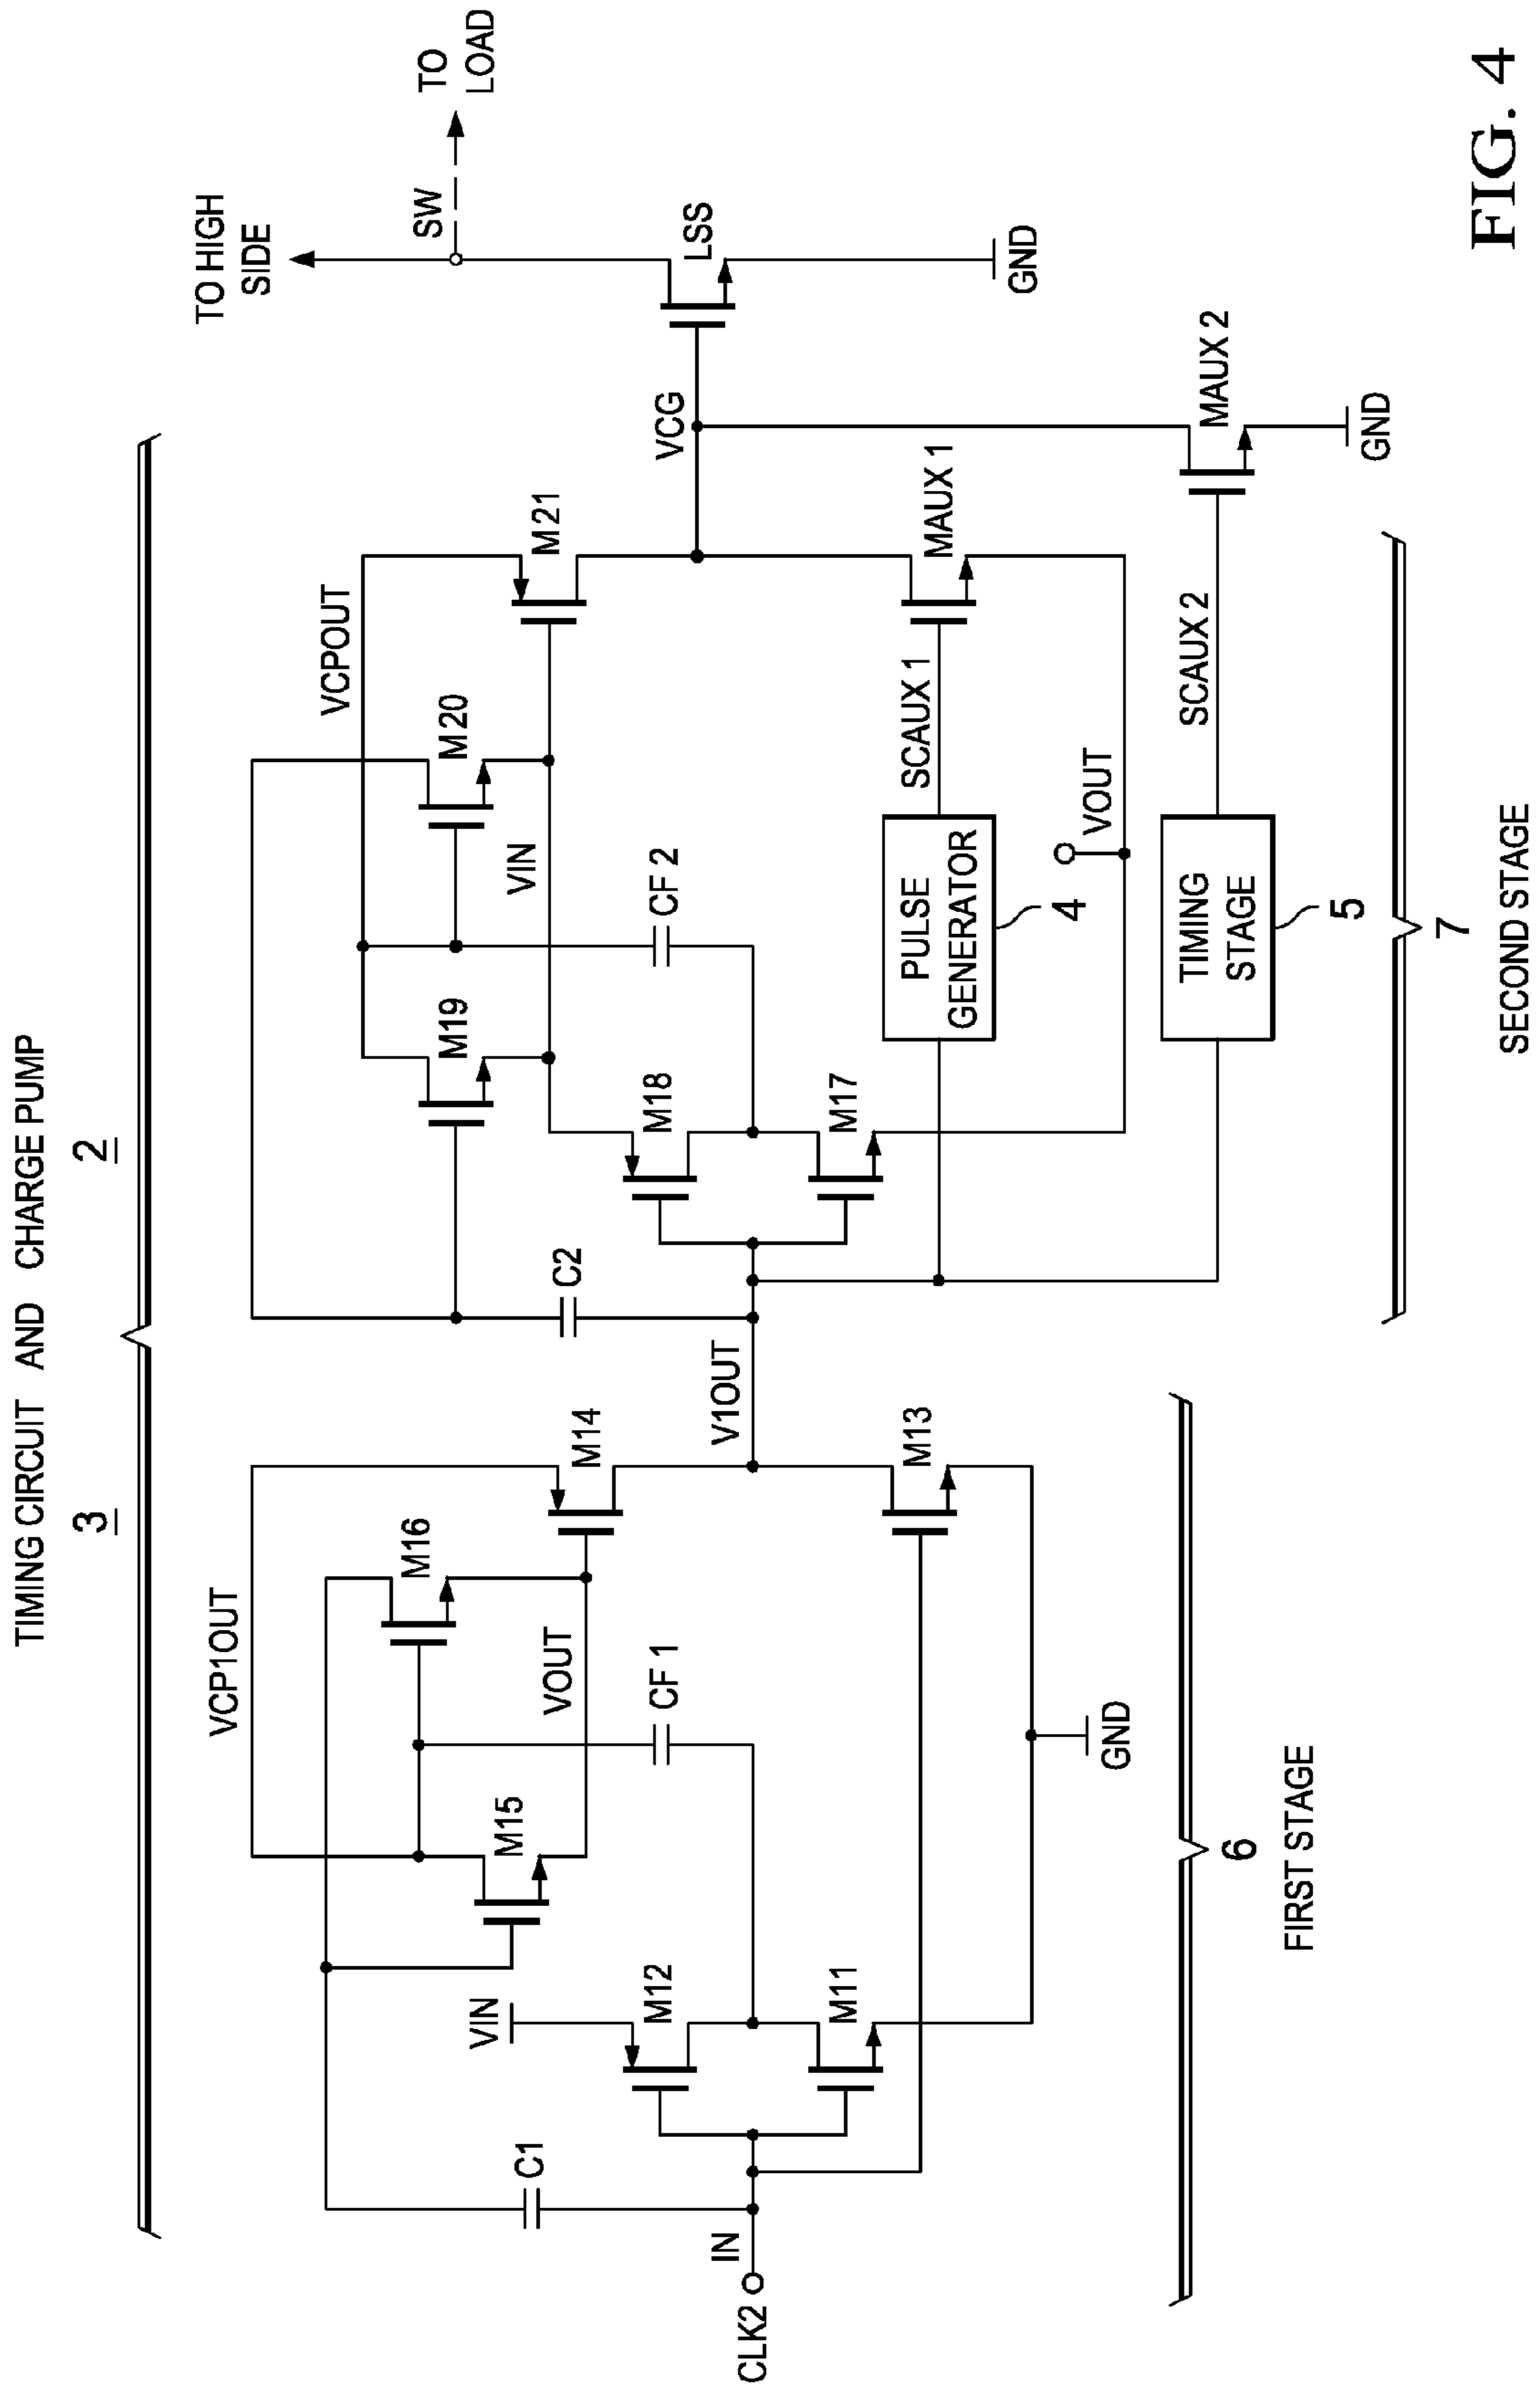 TIMING CIRCUIT AND CHARGE PUMP
3
2
TO HIGH
SIDE
SW
TO
LOAD
VCP1OUT
M16
M15
VOUT
M14
VIN
M12
CF 1
M11
C1
IN
CLK2
V1OUT
M13
GND
VCPOUT
M20
M19
M21
VIN
C2
M18
CF 2
M17
VCG
LSS
GND
SCAUX 1
MAUX 1
PULSE
GENERATOR
4
VOUT
TIMING
STAGE
5
SCAUX 2
MAUX 2
GND
6
FIRST STAGE
7
SECOND STAGE
FIG. 4